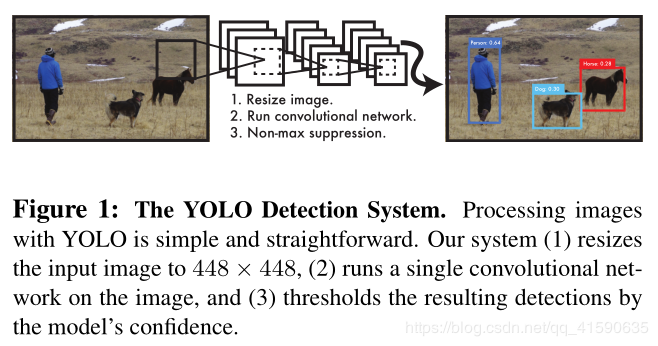 Person: 0.64
Horse: 0.28
Dog: 0.30
1. Resize image.
2. Run convolutional network.
3. Non-max suppression.
Figure 1: The YOLO Detection System. Processing images
with YOLO is simple and straightforward. Our system (1) resizes
the input image to 448 × 448, (2) runs a single convolutional net-
work on the image, and (3) thresholds the resulting detections by
the model's confidence.
https://blog.csdn.net/qq_41590635